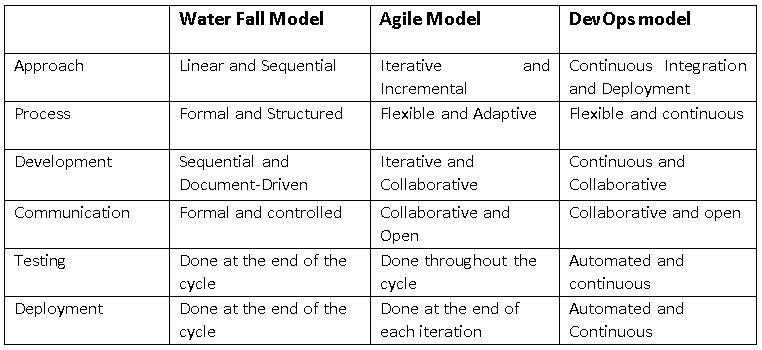 Water Fall Model Agile Model DevOps model
Approach Linear and Sequential Iterative and Continuous Integration
Incremental and Deployment
Process Formal and Structured Flexible and Adaptive Flexible and continuous
Development Sequential and Iterative and Continuous and
Document-Driven Collaborative Collaborative
Communication Formal and controlled Collaborative and Collaborative and open
Open
Testing Done at the end of the Done throughout the Automated and
cycle cycle continuous
Deployment Done at the end of the Done at the end of Automated and
cycle each iteration Continuous